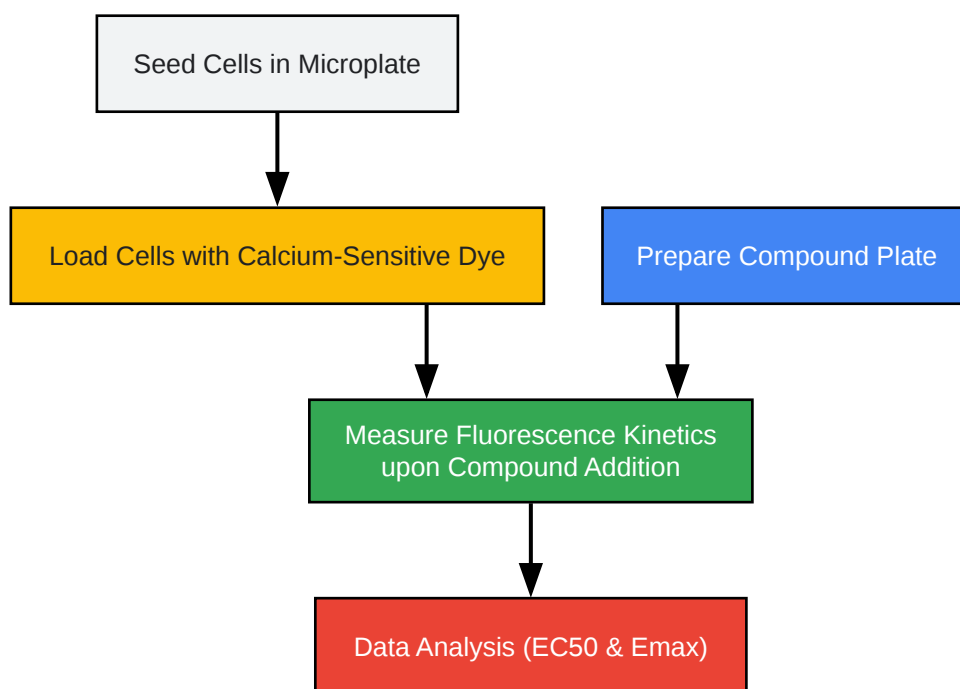 Seed Cells in Microplate
Load Cells with Calcium-Sensitive Dye
Prepare Compound Plate
Measure Fluorescence Kinetics
upon Compound Addition
Data Analysis (EC50 & Emax)